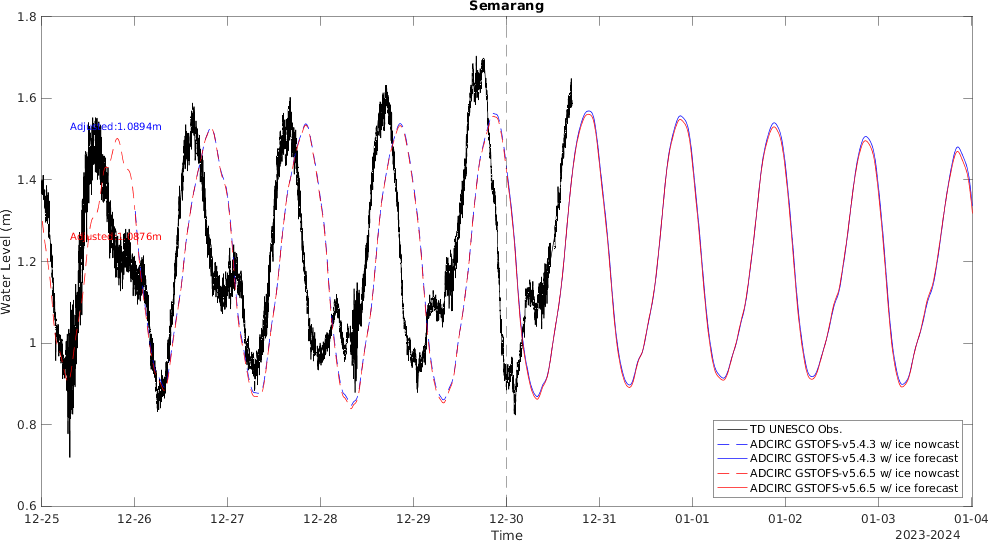 Semarang
1.8
1.6
1.4
1.2
1
0.8
0.6
Water Level (m)
Adjusted:1.0894m
Adjusted:1.0876m
TD UNESCO Obs.
ADCIRC GSTOFS-v5.4.3 w/ ice nowcast
ADCIRC GSTOFS-v5.4.3 w/ ice forecast
ADCIRC GSTOFS-v5.6.5 w/ ice nowcast
ADCIRC GSTOFS-v5.6.5 w/ ice forecast
12-25 12-26 12-27 12-28 12-29 12-30 12-31 01-01 01-02 01-03 01-04
Time
2023-2024